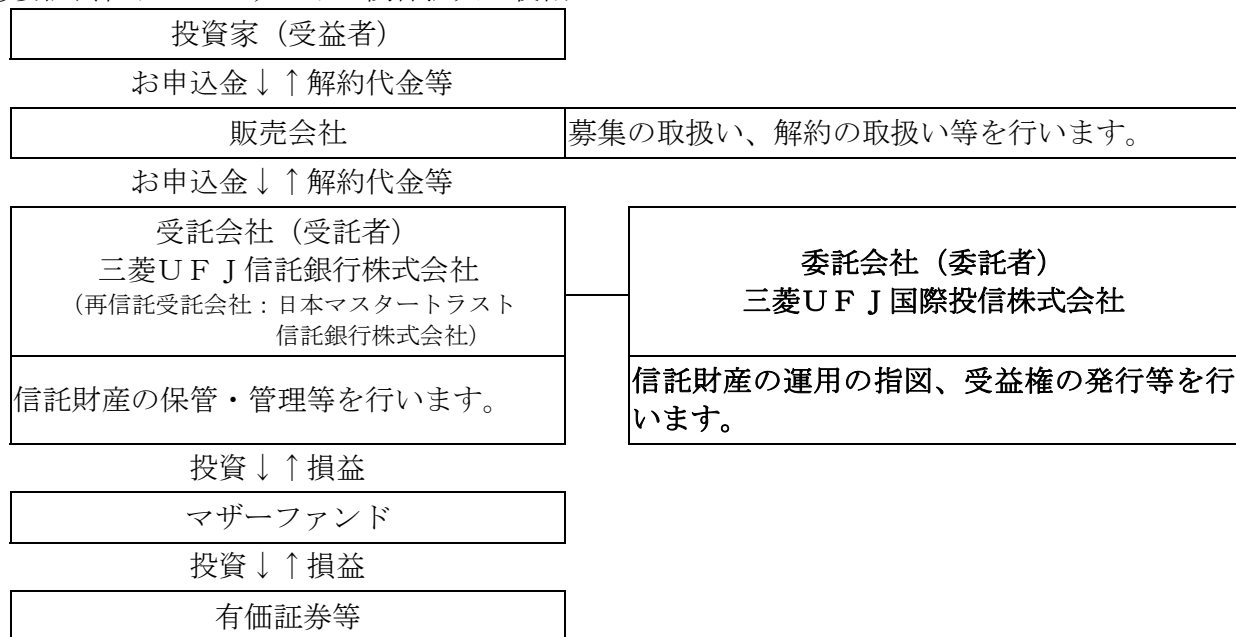 投資家（受益者）
お申込金↓↑解約代金等
販売会社
募集の取扱い、解約の取扱い等を行います。
お申込金↓↑解約代金等
受託会社（受託者）
三菱ＵＦＪ信託銀行株式会社
（再信託受託会社：日本マスタートラスト
信託銀行株式会社）
委託会社（委託者）
三菱ＵＦＪ国際投信株式会社
信託財産の保管・管理等を行います。
信託財産の運用の指図、受益権の発行等を行
います。
投資↓↑損益
マザーファンド
投資↓↑損益
有価証券等